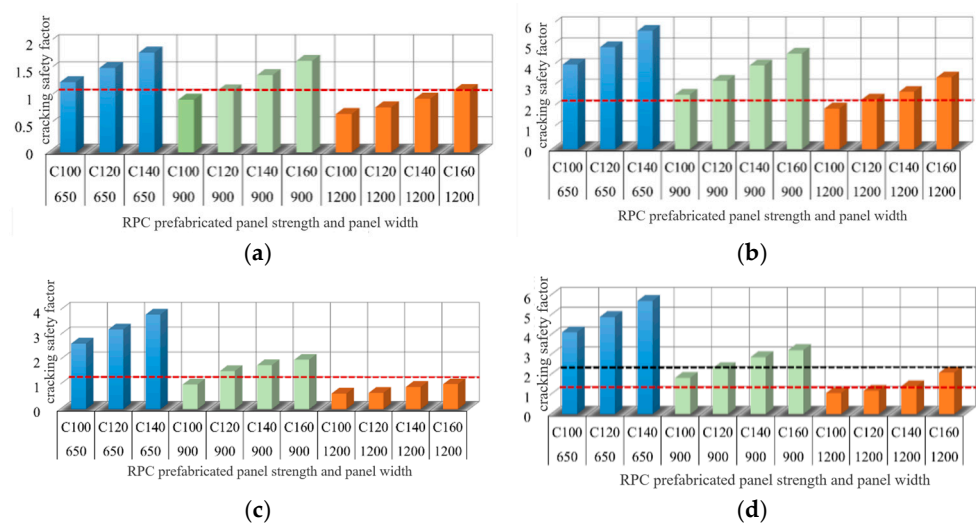 cracking safety factor
2
1.5
1
0.5
0
C100 C120 C140 C100 C120 C140 C160 C100 C120 C140 C160
650 650 650 900 900 900 900 1200 1200 1200 1200
RPC prefabricated panel strength and panel width
(a)
cracking safety factor
6
5
4
3
2
1
0
C100 C120 C140 C100 C120 C140 C160 C100 C120 C140 C160
650 650 650 900 900 900 900 1200 1200 1200 1200
RPC prefabricated panel strength and panel width
(b)
cracking safety factor
4
3
2
1
0
C100 C120 C140 C100 C120 C140 C160 C100 C120 C140 C160
650 650 650 900 900 900 900 1200 1200 1200 1200
RPC prefabricated panel strength and panel width
(c)
cracking safety factor
6
5
4
3
2
1
0
C100 C120 C140 C100 C120 C140 C160 C100 C120 C140 C160
650 650 650 900 900 900 900 1200 1200 1200 1200
RPC prefabricated panel strength and panel width
(d)